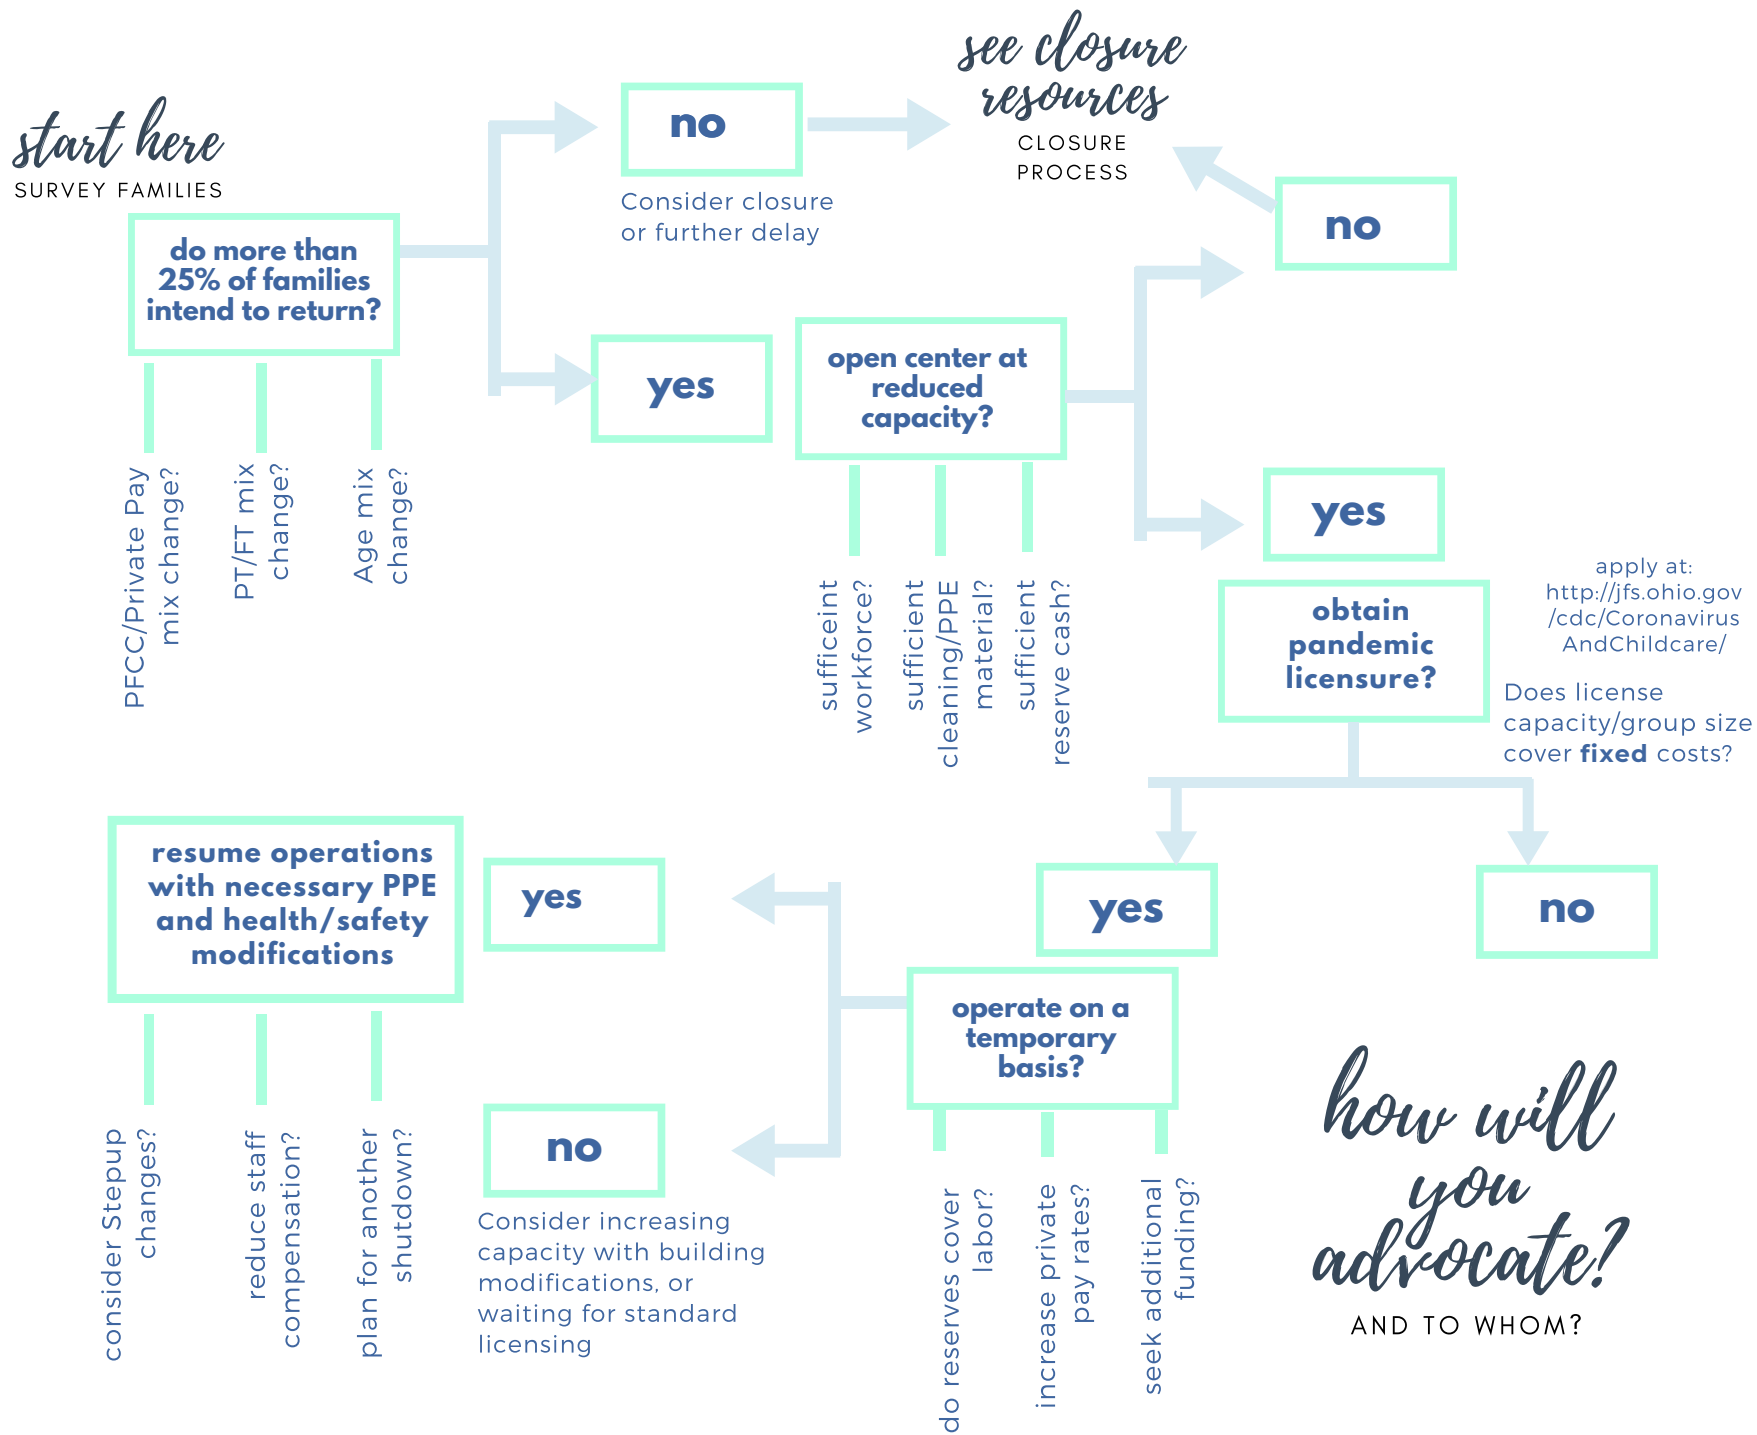 start here
SURVEY FAMILIES
do more than
25% of families
intend to return?
PFCC/Private Pay
mix change?
PT/FT mix
change?
Age mix
change?
no
Consider closure
or further delay
see closure
resources
CLOSURE
PROCESS
yes
open center at
reduced
capacity?
sufficeint
workforce?
sufficient
cleaning/PPE
material?
sufficient
reserve cash?
no
yes
obtain
pandemic
licensure?
apply at:
http://jfs.ohio.gov
/cdc/Coronavirus
AndChildcare/
Does license
capacity/group size
cover fixed costs?
yes
no
operate on a
temporary
basis?
do reserves cover
labor?
increase private
pay rates?
seek additional
funding?
yes
no
Consider increasing
capacity with building
modifications, or
waiting for standard
licensing
resume operations
with necessary PPE
and health/safety
modifications
consider Stepup
changes?
reduce staff
compensation?
plan for another
shutdown?
how will
you
advocate?
AND TO WHOM?